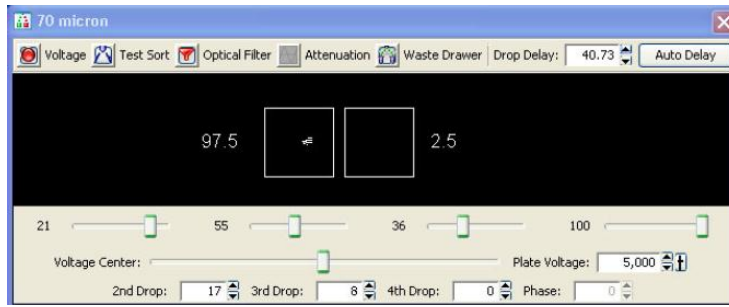 70 micron
Voltage Test Sort Optical Filter Attenuation Waste Drawer Drop Delay: 40.73 Auto Delay
97.5 2.5
21 55 36 100
Voltage Center: Plate Voltage: 5,000
2nd Drop: 17 3rd Drop: 8 4th Drop: 0 Phase: 0